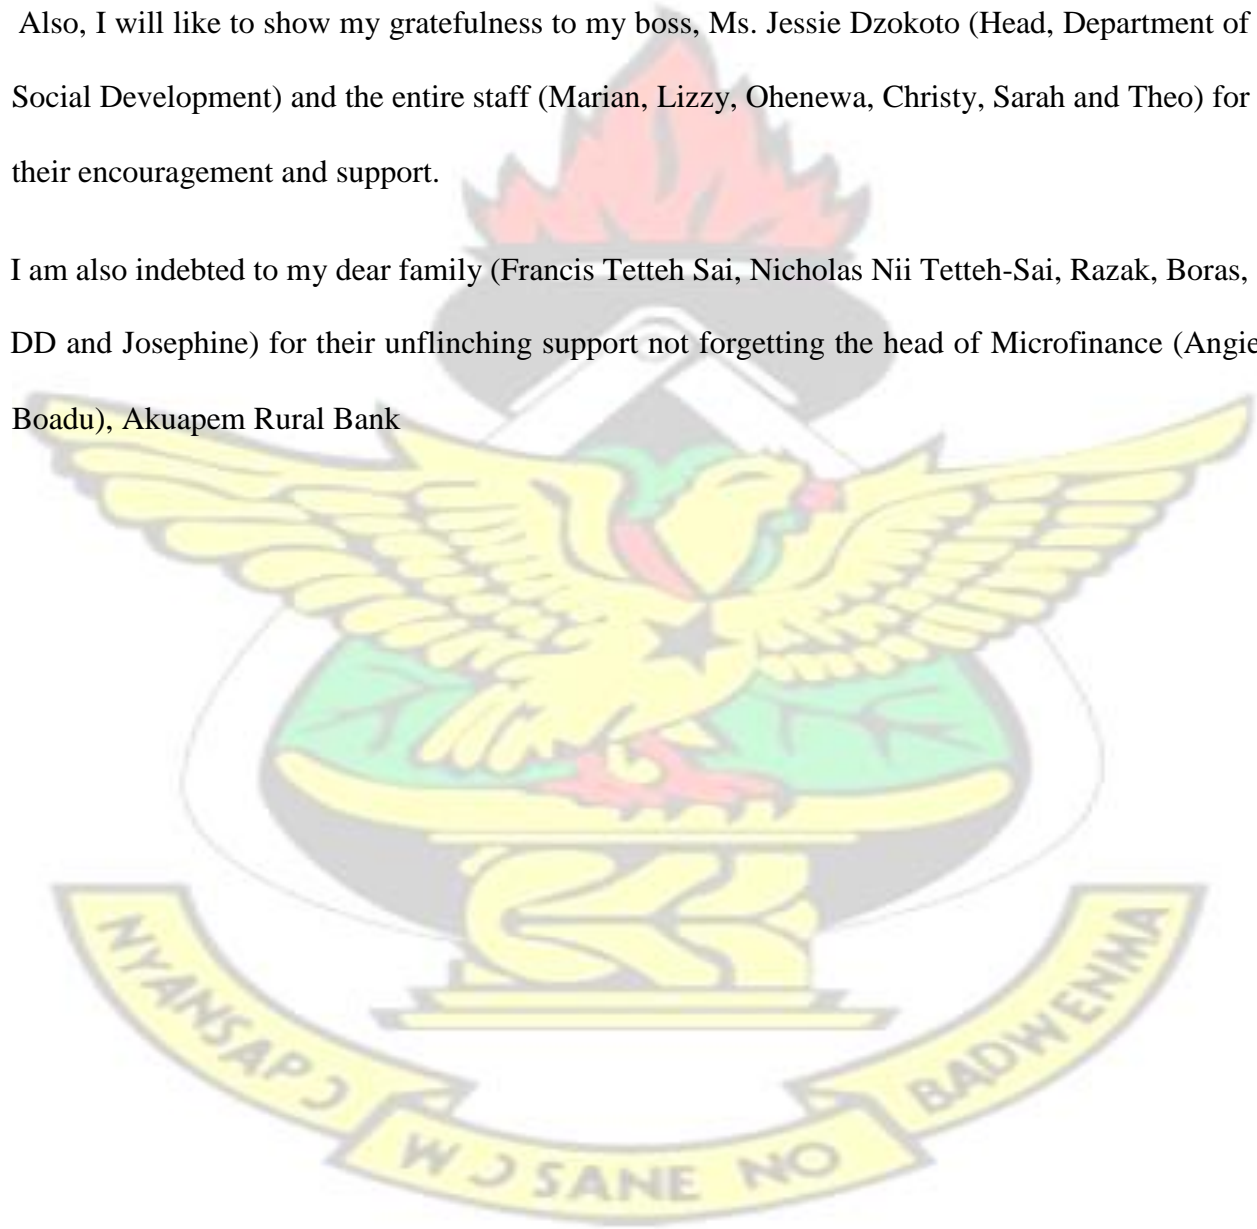 Also, I will like to show my gratefulness to my boss, Ms. Jessie Dzokoto (Head, Department of
Social Development) and the entire staff (Marian, Lizzy, Ohenewa, Christy, Sarah and Theo) for
their encouragement and support.
I am also indebted to my dear family (Francis Tetteh Sai, Nicholas Nii Tetteh-Sai, Razak, Boras,
DD and Josephine) for their unflinching support not forgetting the head of Microfinance (Angie
Boadu), Akuapem Rural Bank
NYANSAPƆ
WƆSANE NO
BADWENMA